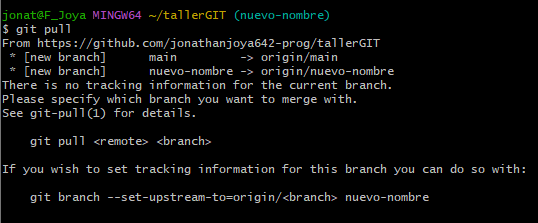 jonat@F_Joya MINGW64 ~/tallerGIT (nuevo-nombre)
$ git pull
From https://github.com/jonathanjoya642-prog/tallerGIT
 * [new branch]      main         -> origin/main
 * [new branch]      nuevo-nombre -> origin/nuevo-nombre
There is no tracking information for the current branch.
Please specify which branch you want to merge with.
See git-pull(1) for details.
    git pull <remote> <branch>
If you wish to set tracking information for this branch you can do so with:
    git branch --set-upstream-to=origin/<branch> nuevo-nombre